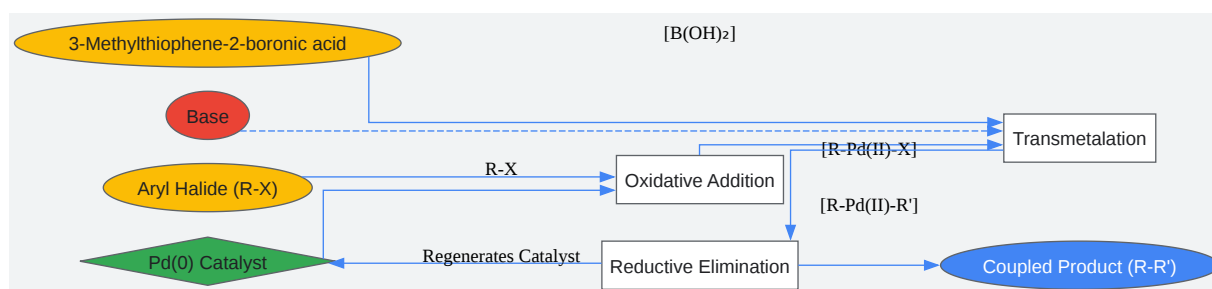 3-Methylthiophene-2-boronic acid
[B(OH)₂]
Base
Transmetalation
[R-Pd(II)-X]
R-X
Oxidative Addition
Aryl Halide (R-X)
[R-Pd(II)-R']
Regenerates Catalyst
Pd(0) Catalyst
Reductive Elimination
Coupled Product (R-R')